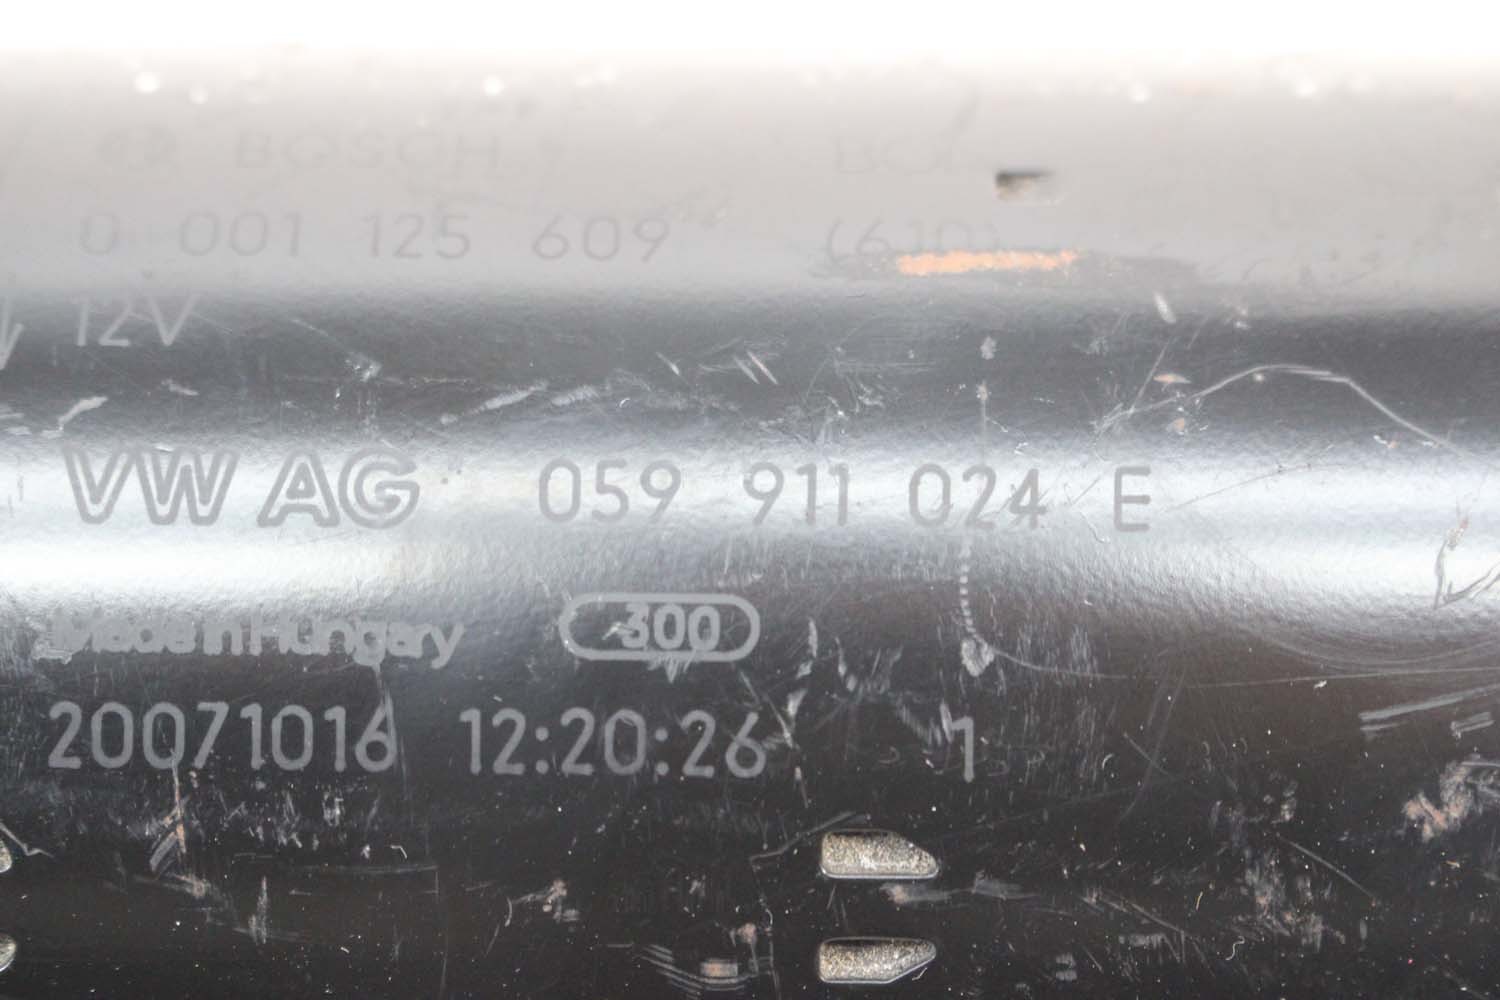 BOSCH
0 001 125 609
12V
VW AG 059 911 024 E
Made in Hungary 300
20071016 12:20:26 1